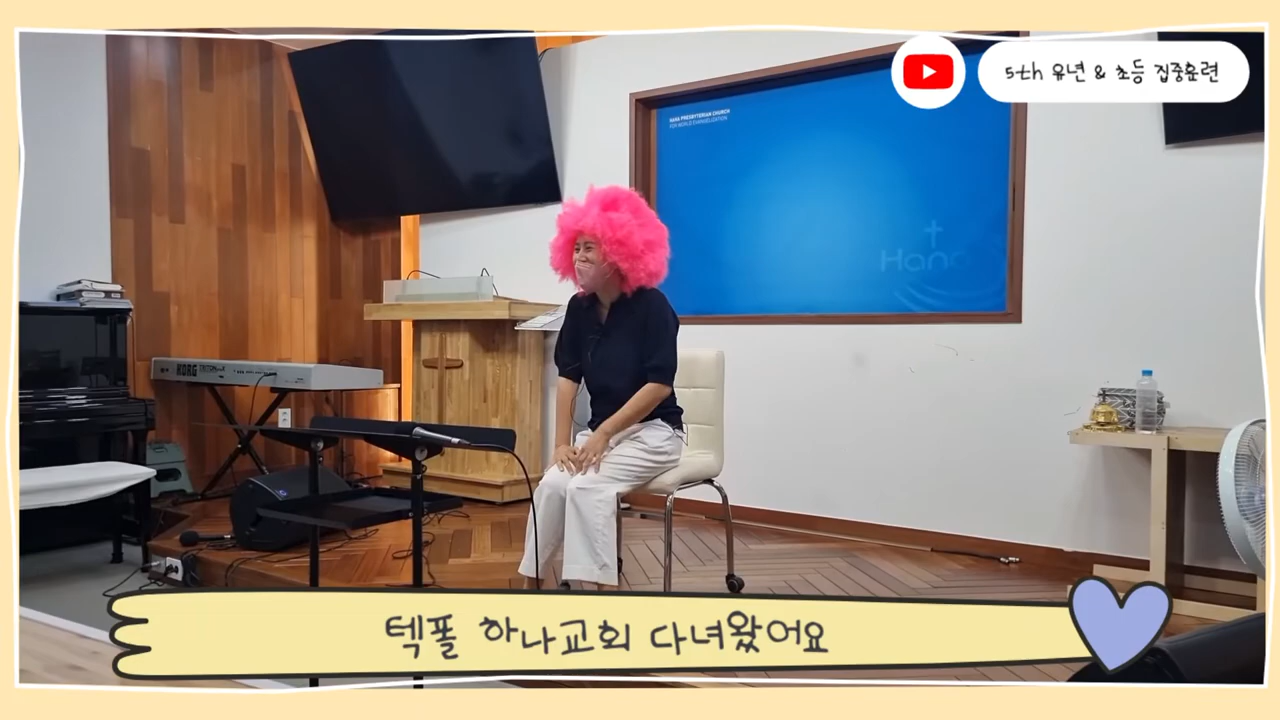 5th 유년 & 초등 집중훈련
HANA PRESBYTERIAN CHURCH
FOR WORLD EVANGELIZATION
Hana
KORG TRITON
텍폴 하나교회 다녀왔어요